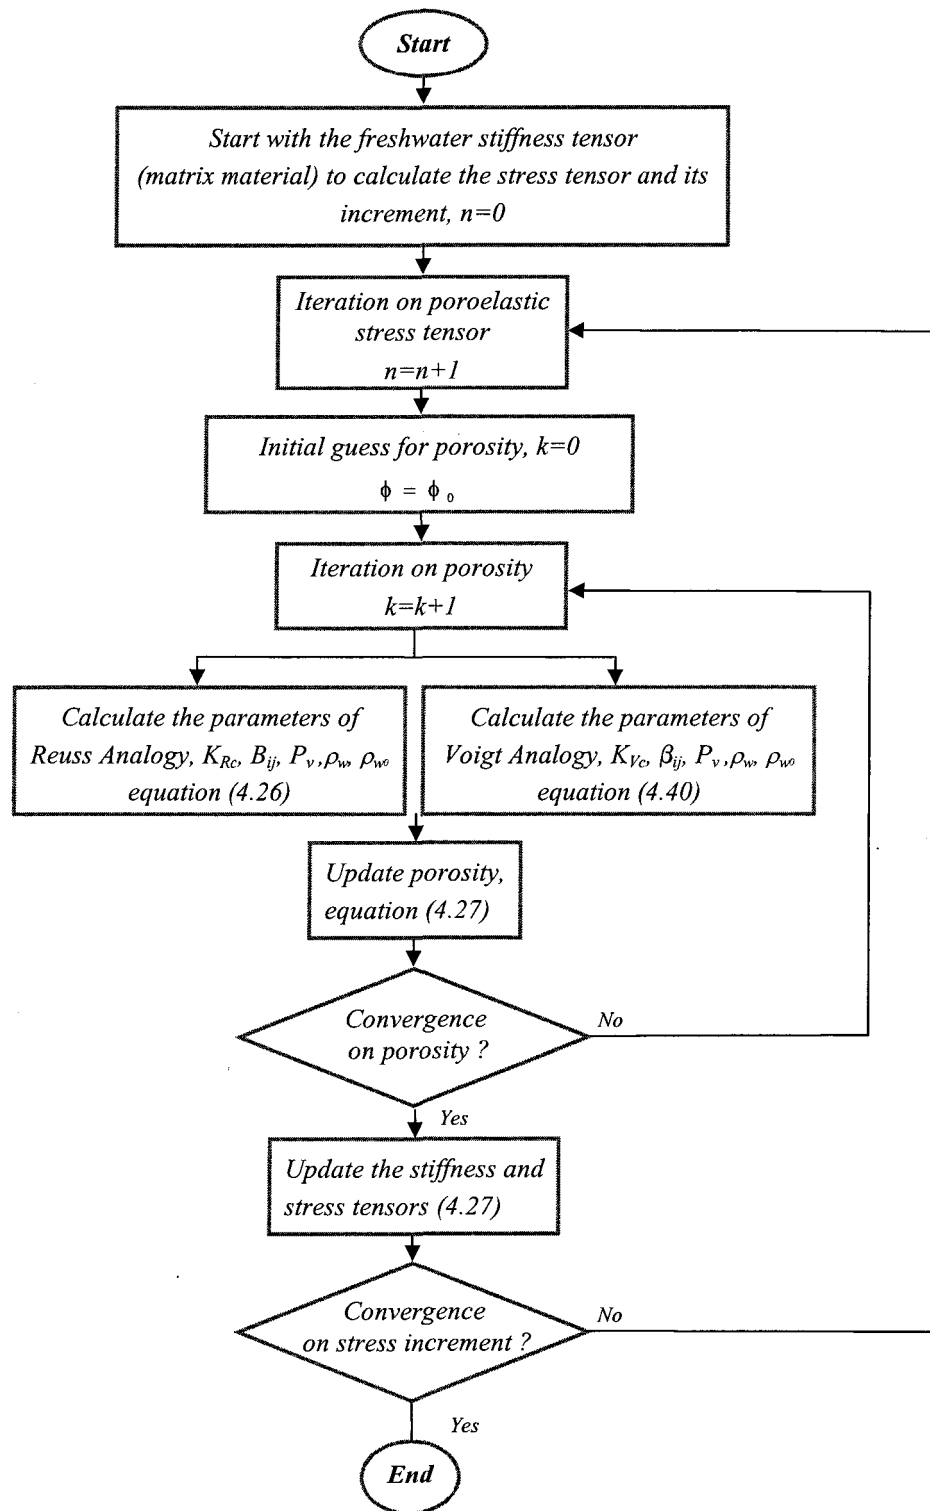 Start
Start with the freshwater stiffness tensor
(matrix material) to calculate the stress tensor and its
increment, n=0
Iteration on poroelastic
stress tensor
n=n+1
Initial guess for porosity, k=0
ϕ = ϕ₀
Iteration on porosity
k=k+1
Calculate the parameters of
Reuss Analogy, K_Rc, B_ij, P_v, ρ_w, ρ_w⁰
equation (4.26)
Calculate the parameters of
Voigt Analogy, K_Vc, β_ij, P_v, ρ_w, ρ_w⁰
equation (4.40)
Update porosity,
equation (4.27)
Convergence
on porosity ?
No
Yes
Update the stiffness and
stress tensors (4.27)
Convergence
on stress increment ?
No
Yes
End